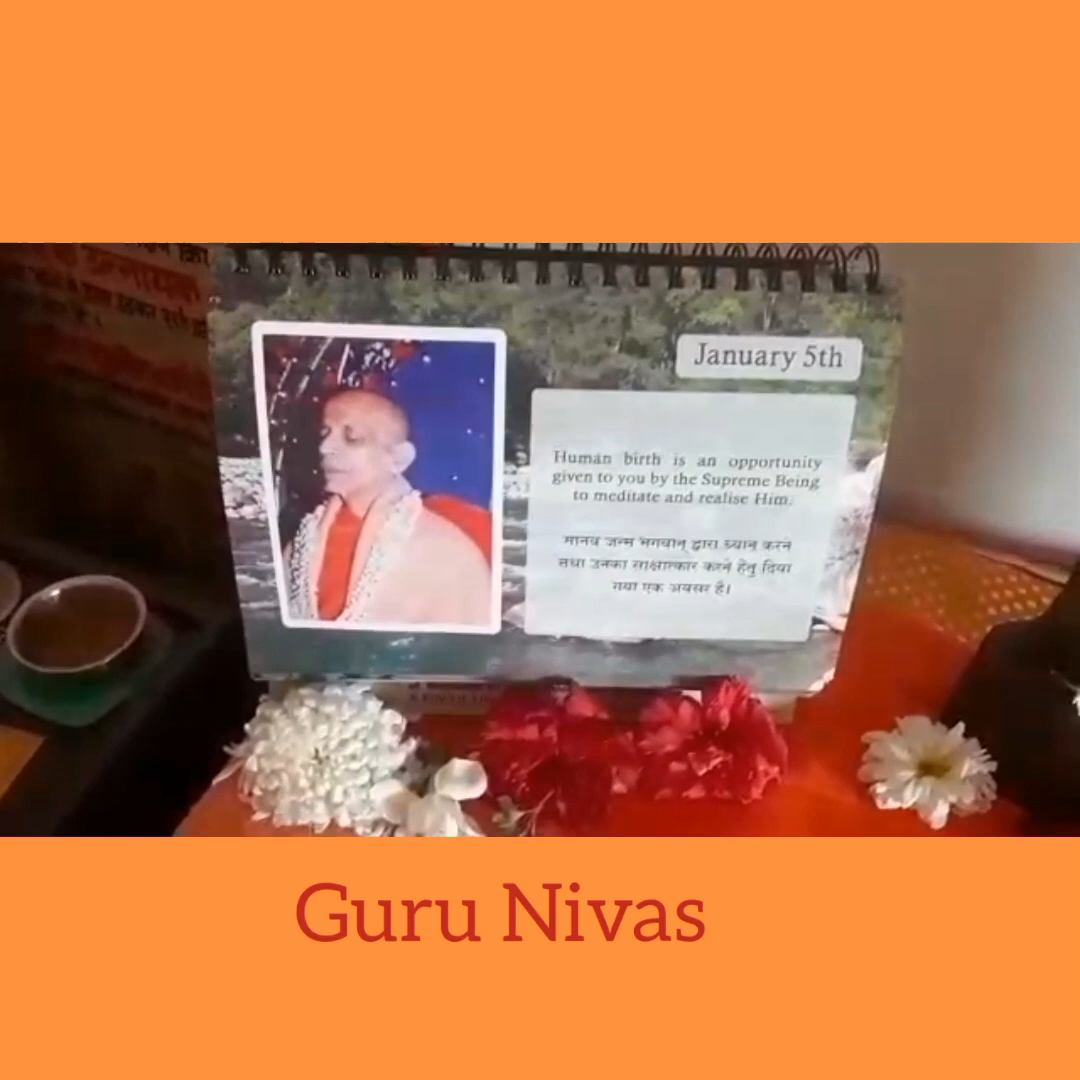 January 5th
Human birth is an opportunity
given to you by the Supreme Being
to meditate and realise Him.
मानव जन्म भगवान् द्वारा ध्यान करने
तथा उनका साक्षात्कार करने हेतु दिया
गया एक अवसर है।
Guru Nivas